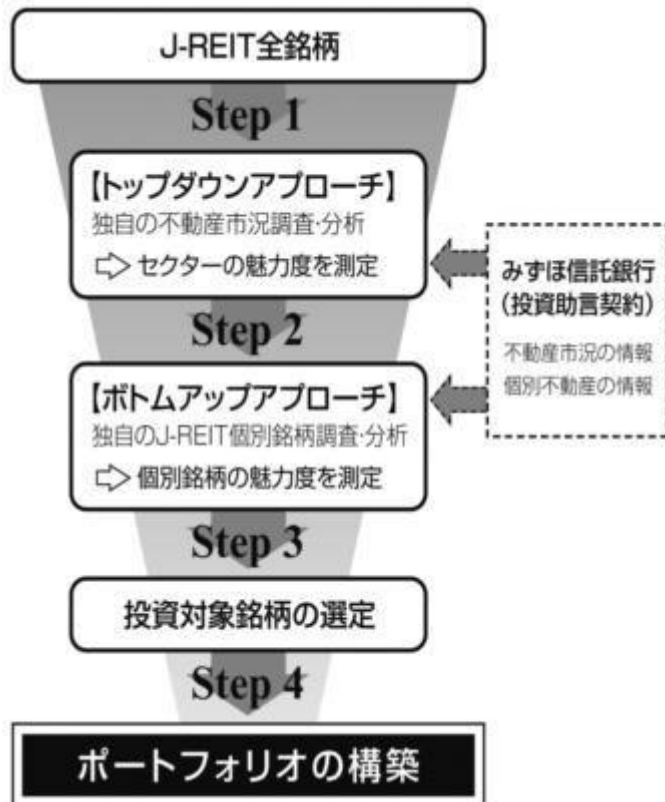 J-REIT全銘柄
Step 1
【トップダウンアプローチ】
独自の不動産市況調査・分析
⇨ セクターの魅力度を測定
みずほ信託銀行
(投資助言契約)
不動産市況の情報
個別不動産の情報
Step 2
【ボトムアップアプローチ】
独自のJ-REIT個別銘柄調査・分析
⇨ 個別銘柄の魅力度を測定
Step 3
投資対象銘柄の選定
Step 4
ポートフォリオの構築